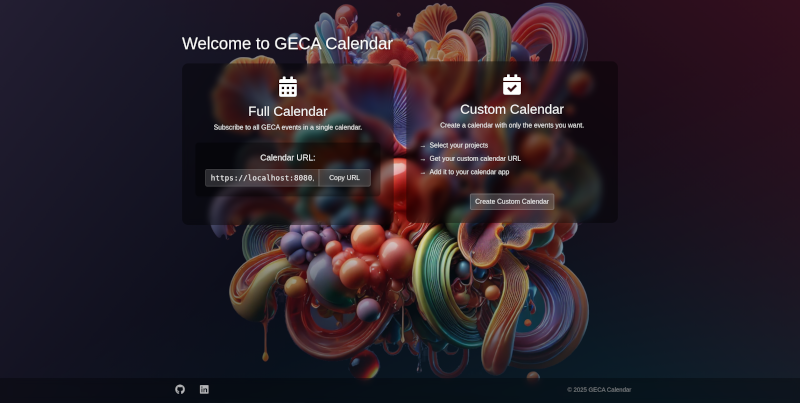 Welcome to GECA Calendar
Full Calendar
Subscribe to all GECA events in a single calendar.
Calendar URL:
https://localhost:8080.
Copy URL
Custom Calendar
Create a calendar with only the events you want.
→ Select your projects
→ Get your custom calendar URL
→ Add it to your calendar app
Create Custom Calendar
© 2025 GECA Calendar